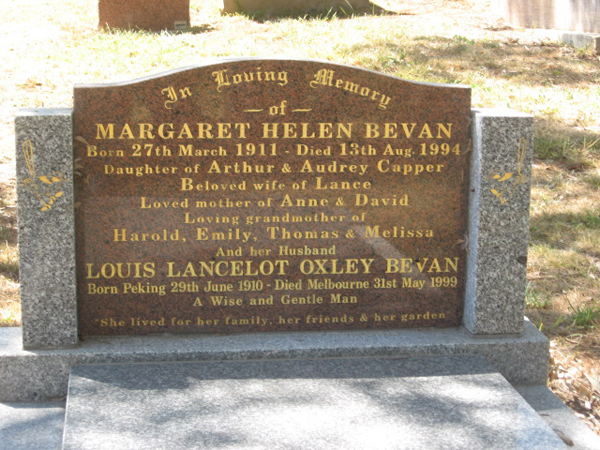 In Loving Memory
— of —
MARGARET HELEN BEVAN
Born 27th March 1911 - Died 13th Aug. 1994
Daughter of Arthur & Audrey Capper
Beloved wife of Lance
Loved mother of Anne & David
Loving grandmother of
Harold, Emily, Thomas & Melissa
And her Husband
LOUIS LANCELOT OXLEY BEVAN
Born Peking 29th June 1910 - Died Melbourne 31st May 1999
A Wise and Gentle Man
"She lived for her family, her friends & her garden"